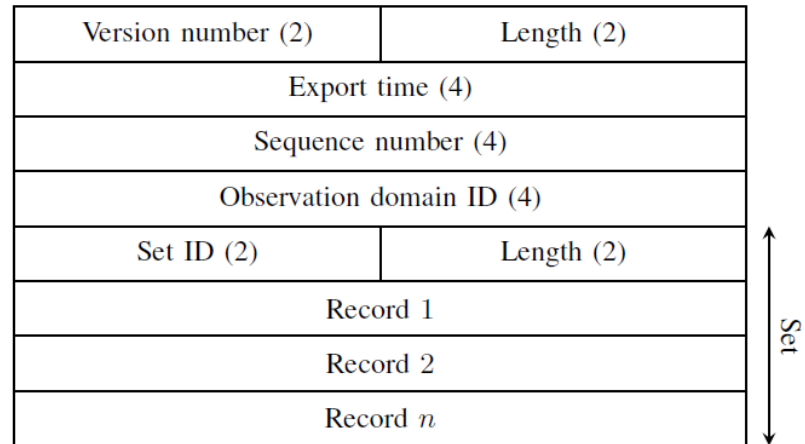 Version number (2) Length (2)
Export time (4)
Sequence number (4)
Observation domain ID (4)
Set ID (2) Length (2)
Record 1
Record 2
Record n
Set